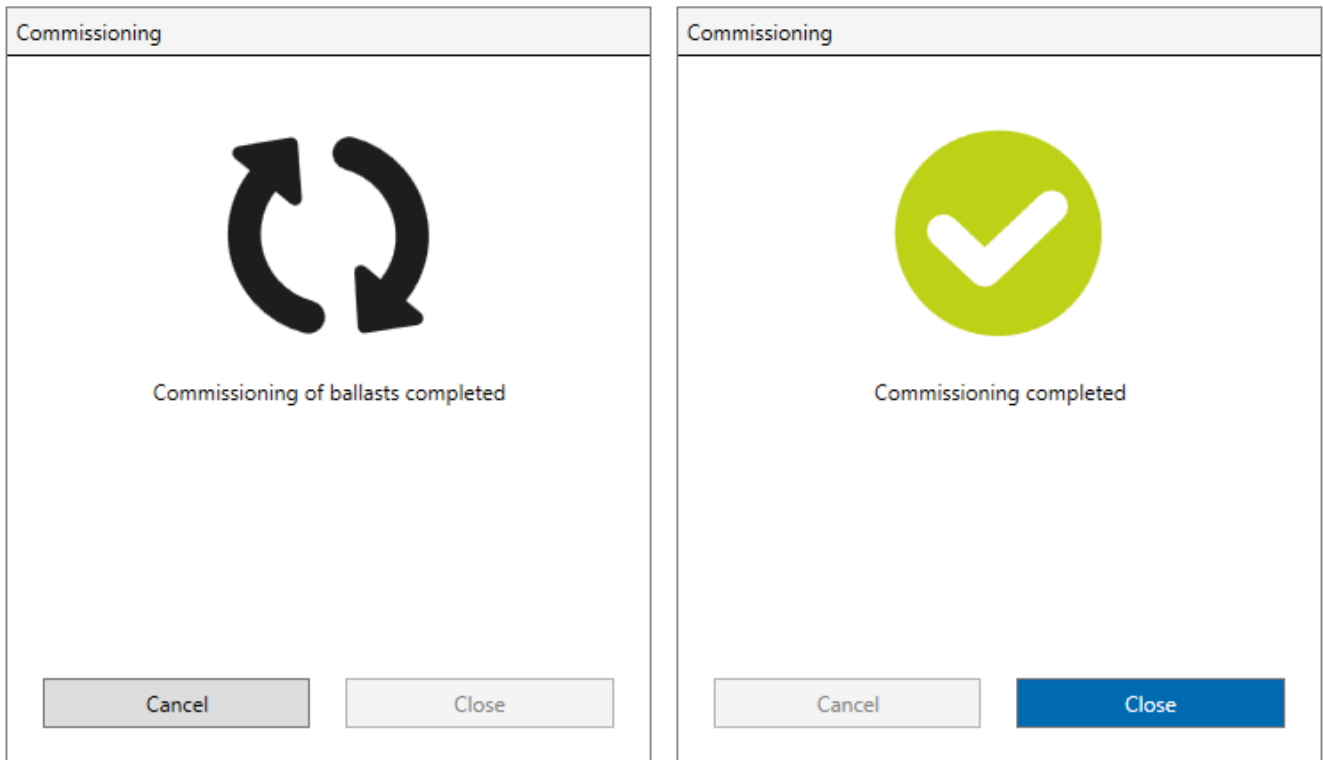 Commissioning
Commissioning of ballasts completed
Cancel
Close
Commissioning
Commissioning completed
Cancel
Close